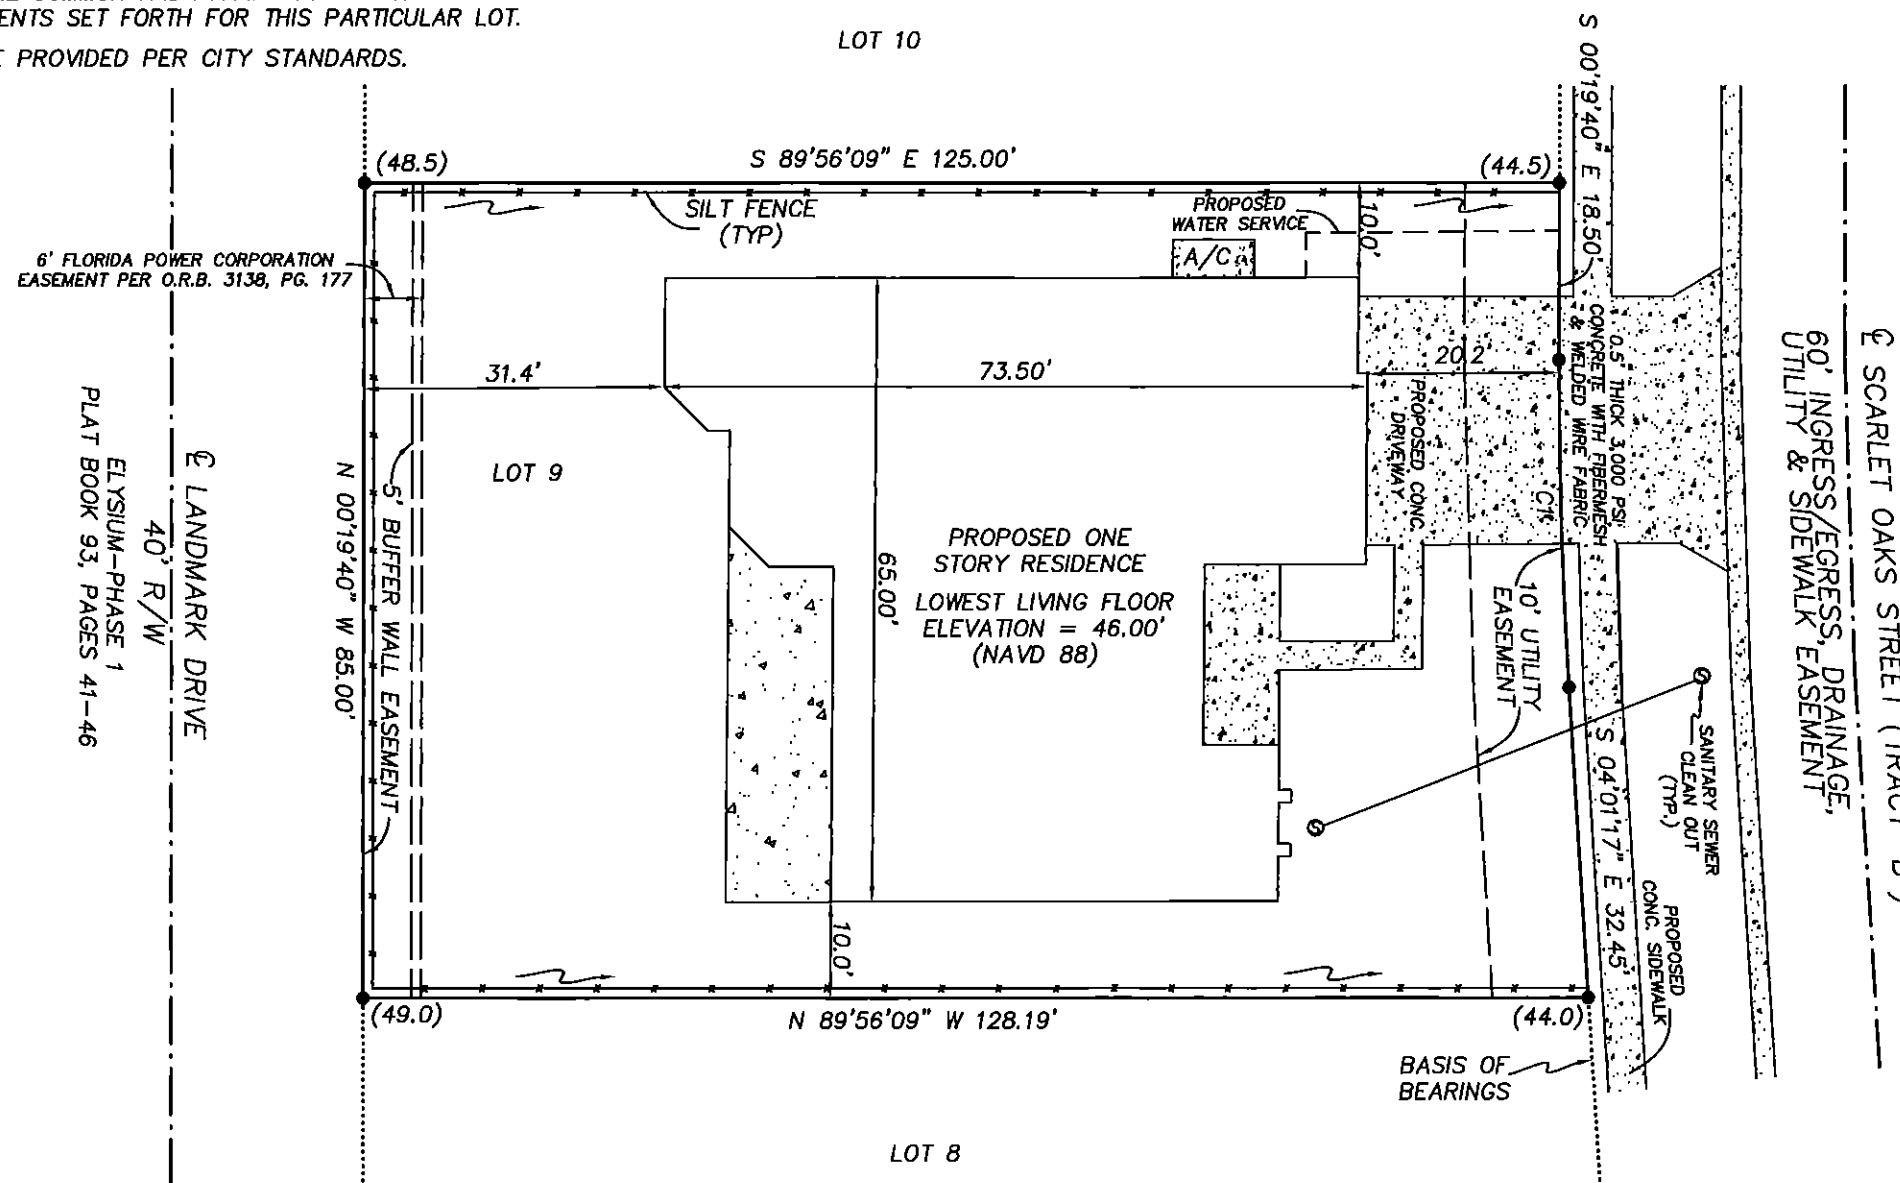 ENTS SET FORTH FOR THIS PARTICULAR LOT.
PROVIDED PER CITY STANDARDS.
LOT 10
S 00'19'40" E 18.50'
(48.5)
S 89'56'09" E 125.00'
(44.5)
SILT FENCE
(TYP)
PROPOSED
WATER SERVICE
10.0'
A/C
6' FLORIDA POWER CORPORATION
EASEMENT PER O.R.B. 3138, PG. 177
31.4'
73.50'
20.2'
0.5' THICK 3,000 PSI
CONCRETE WITH FIBERMESH
& WELDED WIRE FABRIC
PROPOSED CONC.
DRIVEWAY
℄ SCARLET OAKS STREET
60' INGRESS/EGRESS, DRAINAGE,
UTILITY & SIDEWALK EASEMENT
LOT 9
℄ LANDMARK DRIVE
40' R/W
ELYSIUM-PHASE 1
PLAT BOOK 93, PAGES 41-46
N 00'19'40" W 85.00'
5' BUFFER WALL EASEMENT
65.00'
PROPOSED ONE
STORY RESIDENCE
LOWEST LIVING FLOOR
ELEVATION = 46.00'
(NAVD 88)
10' UTILITY
EASEMENT
S 04'01'17" E 32.45'
SANITARY SEWER
CLEAN OUT
(TYP.)
PROPOSED
CONC. SIDEWALK
10.0'
(49.0)
N 89'56'09" W 128.19'
(44.0)
BASIS OF
BEARINGS
LOT 8